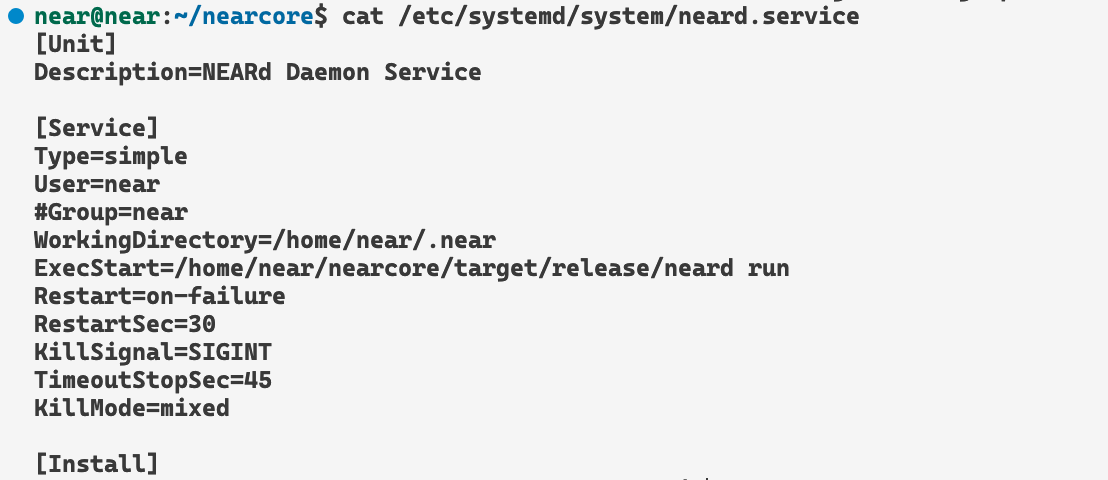 near@near:~/nearcore$ cat /etc/systemd/system/neard.service
[Unit]
Description=NEARd Daemon Service
[Service]
Type=simple
User=near
#Group=near
WorkingDirectory=/home/near/.near
ExecStart=/home/near/nearcore/target/release/neard run
Restart=on-failure
RestartSec=30
KillSignal=SIGINT
TimeoutStopSec=45
KillMode=mixed
[Install]